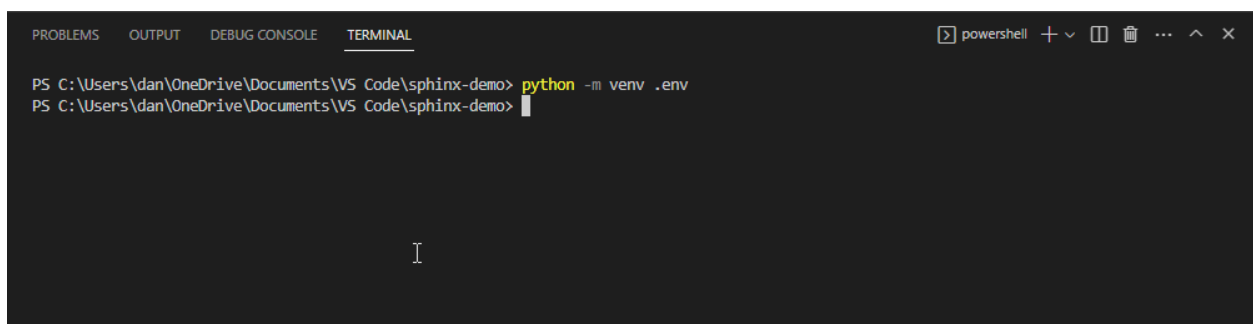 PROBLEMS OUTPUT DEBUG CONSOLE TERMINAL powershell
PS C:\Users\dan\OneDrive\Documents\VS Code\sphinx-demo> python -m venv .env
PS C:\Users\dan\OneDrive\Documents\VS Code\sphinx-demo>